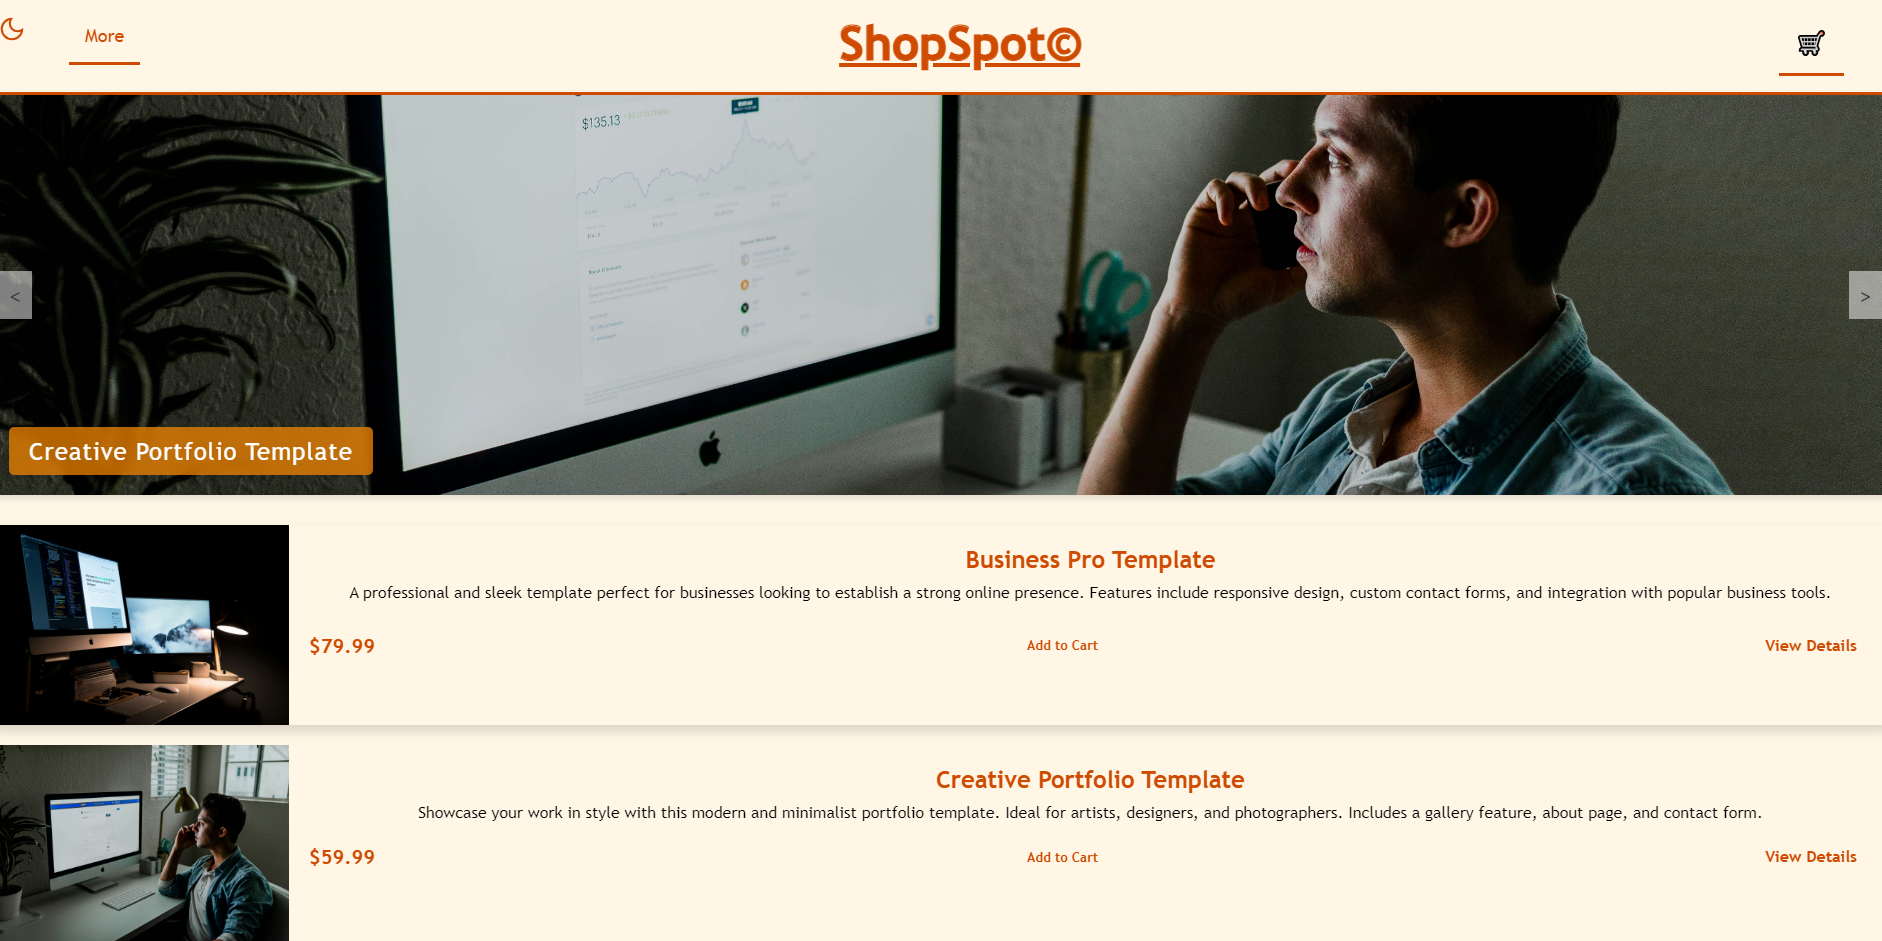 More
ShopSpot©
$135.13
<
>
Creative Portfolio Template
Business Pro Template
A professional and sleek template perfect for businesses looking to establish a strong online presence. Features include responsive design, custom contact forms, and integration with popular business tools.
$79.99
Add to Cart
View Details
Creative Portfolio Template
Showcase your work in style with this modern and minimalist portfolio template. Ideal for artists, designers, and photographers. Includes a gallery feature, about page, and contact form.
$59.99
Add to Cart
View Details